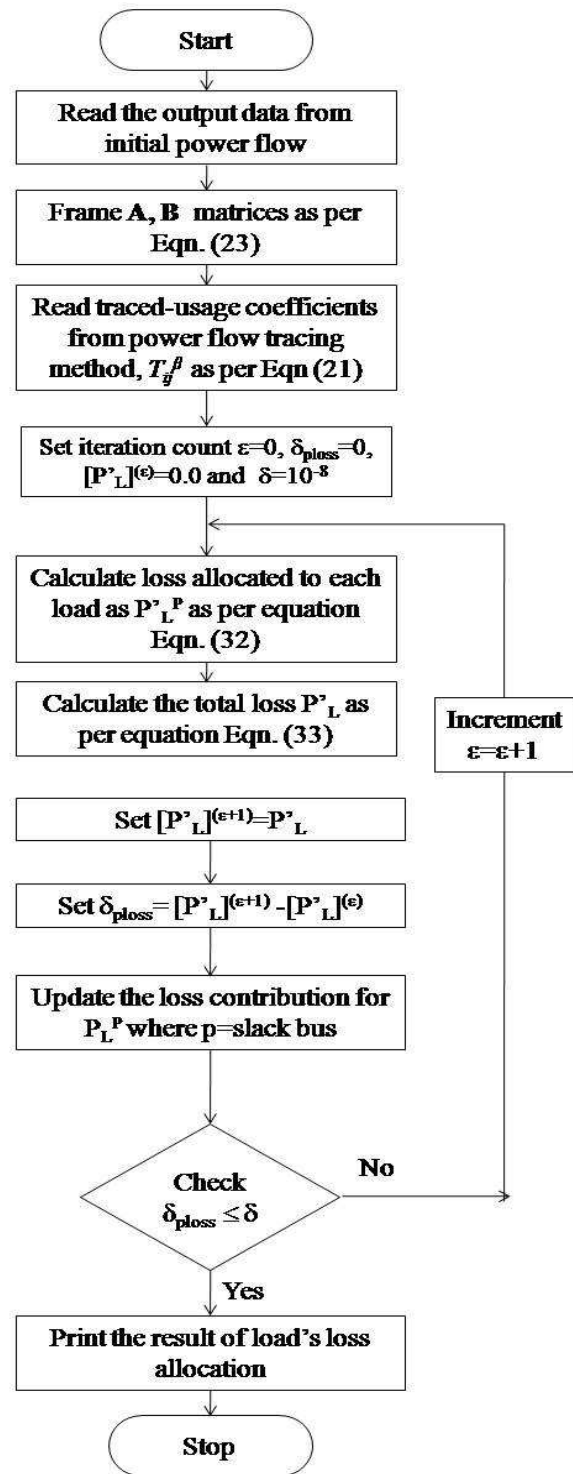 Start
Read the output data from
initial power flow
Frame A, B matrices as per
Eqn. (23)
Read traced-usage coefficients
from power flow tracing
method, T_ij^β as per Eqn (21)
Set iteration count ε=0, δ_ploss=0,
[P’_L]^(ε)=0.0 and δ=10^-8
Calculate loss allocated to each
load as P’_L^P as per equation
Eqn. (32)
Calculate the total loss P’_L as
per equation Eqn. (33)
Increment
ε=ε+1
Set [P’_L]^(ε+1)=P’_L
Set δ_ploss= [P’_L]^(ε+1) -[P’_L]^(ε)
Update the loss contribution for
P_L^P where p=slack bus
Check
δ_ploss ≤ δ
No
Yes
Print the result of load’s loss
allocation
Stop